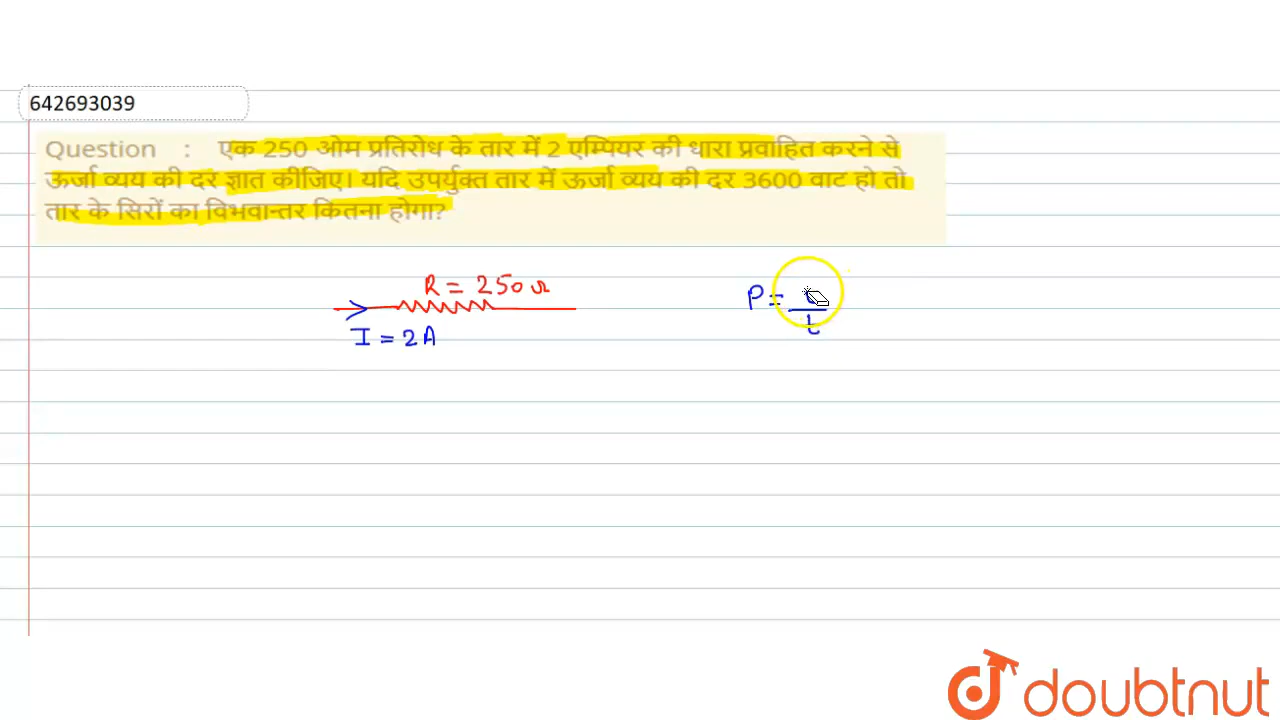 642693039
Question : एक 250 ओम प्रतिरोध के तार में 2 एम्पियर की धारा प्रवाहित करने से
ऊर्जा व्यय की दर ज्ञात कीजिए। यदि उपर्युक्त तार में ऊर्जा व्यय की दर 3600 वाट हो तो
तार के सिरों का विभवान्तर कितना होगा?
R = 250 Ω
I = 2A
P =
t
doubtnut